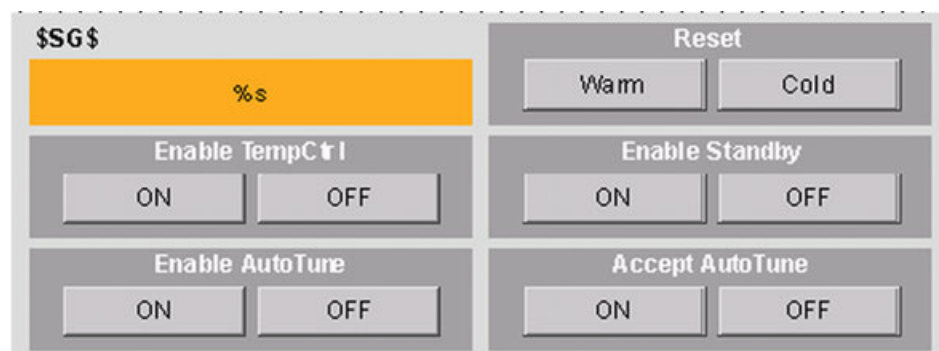 $SG$
Reset
%s
Warm Cold
Enable TempCtrl
Enable Standby
ON OFF
ON OFF
Enable AutoTune
Accept AutoTune
ON OFF
ON OFF